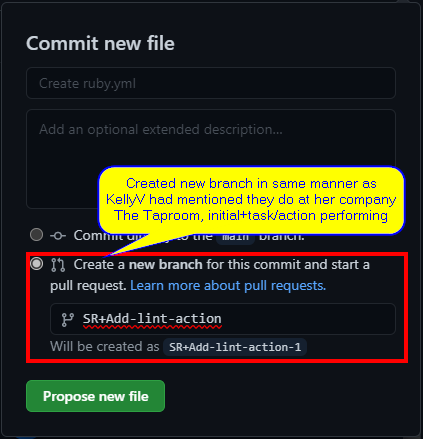 Commit new file
Create ruby.yml
Add an optional extended description...
Created new branch in same manner as
KellyV had mentioned they do at her company
The Taproom, initial+task/action performing
Commit directly to the main branch.
Create a new branch for this commit and start a
pull request. Learn more about pull requests.
SR+Add-lint-action
Will be created as SR+Add-lint-action-1
Propose new file